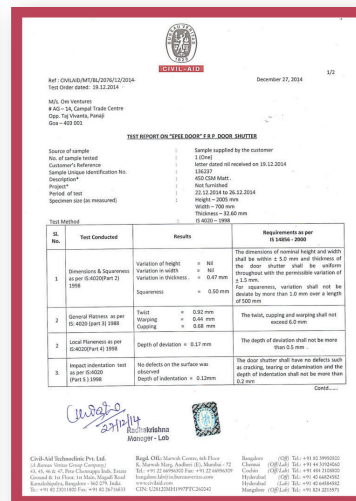 CIVIL-AID
1/2
Ref : CIVILAID/MT/BL/2076/12/2014-
December 27, 2014
Test Order dated: 19.12.2014
M/s. Om Ventures
# AG – 14, Campal Trade Centre
Opp. Taj Vivanta, Panaji
Goa – 403 001
TEST REPORT ON "EPEE DOOR" F R P DOOR SHUTTER
Source of sample : Sample supplied by the customer
No. of sample tested : 1 (One)
Customer's Reference : letter dated nil received on 19.12.2014
Sample Unique Identification No. : 136237
Description* : 450 CSM Matt .
Project* : Not furnished
Period of test : 22.12.2014 to 26.12.2014
Specimen size (as measured) : Height – 2005 mm
Width – 700 mm
Thickness – 32.60 mm
Test Method : IS 4020 – 1998
Sl. No. Test Conducted Results Requirements as per IS 14856 - 2000
1 Dimensions & Squareness as per IS:4020(Part 2) 1998
Variation of height = Nil
Variation in width = Nil
Variation in thickness . = 0.47 mm
Squareness = 0.50 mm
The dimensions of nominal height and width
shall be within ± 5.0 mm and thickness of
the door shutter shall be uniform
throughout with the permissible variation of
± 1.5 mm.
For squareness, variation shall not be
deviate by more than 1.0 mm over a length
of 500 mm
2 General Flatness as per IS: 4020 (part 3) 1988
Twist = 0.92 mm
Warping = 0.44 mm
Cupping = 0.68 mm
The twist, cupping and warping shall not
exceed 6.0 mm
2 Local Planeness as per IS:4020(Part 4) 1998
Depth of deviation = 0.17 mm
The depth of deviation shall not be more
than 0.5 mm .
3. Impact indentation test as per IS:4020 (Part 5 ) 1998
No defects on the surface was
observed
Depth of indentation = 0.12mm
The door shutter shall have no defects such
as cracking, tearing or dalamination and the
depth of indentation shall not be more than
0.2 mm
Contd......
27/12/14
Radhakrishna
Manager - Lab
Civil-Aid Technoclinic Pvt. Ltd.
(A Bureau Veritas Group Company)